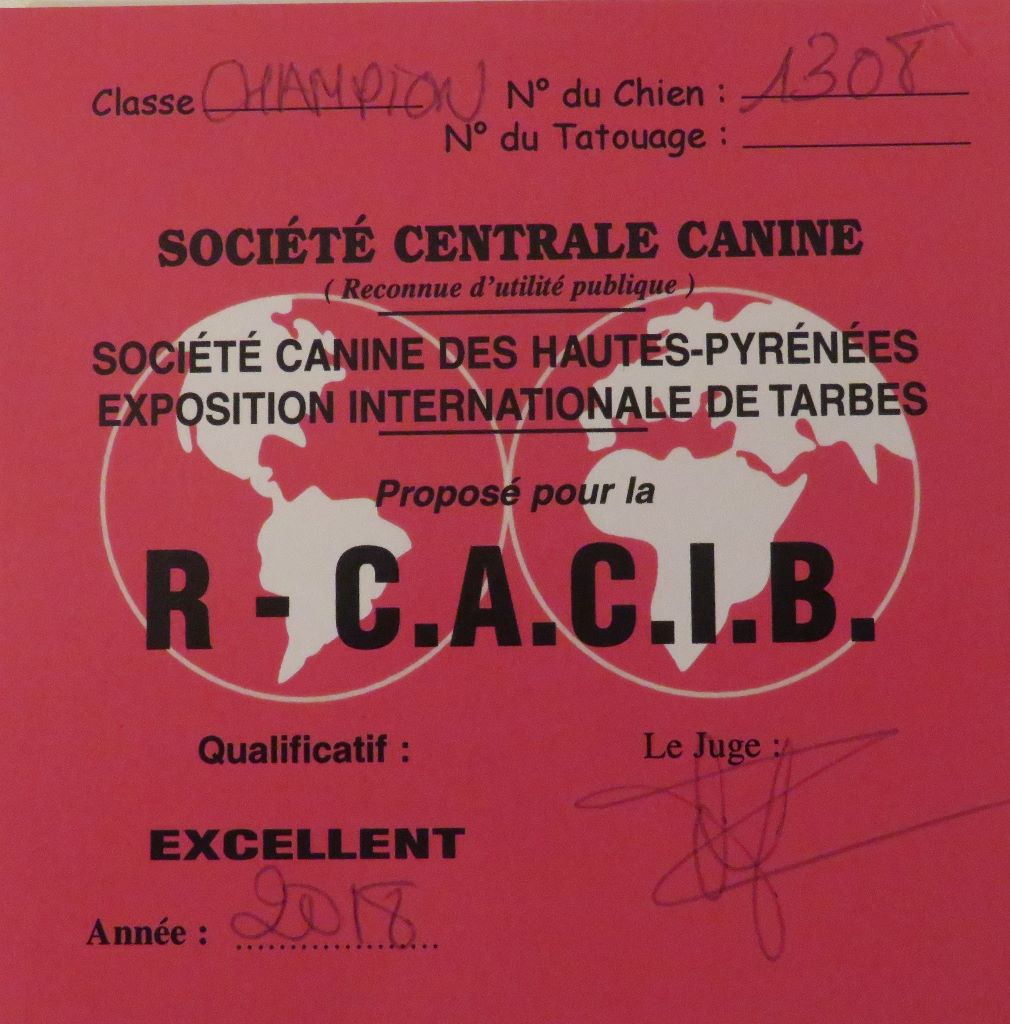 Classe CHAMPION N° du Chien : 1308
N° du Tatouage :
SOCIÉTÉ CENTRALE CANINE
( Reconnue d'utilité publique )
SOCIÉTÉ CANINE DES HAUTES-PYRÉNÉES
EXPOSITION INTERNATIONALE DE TARBES
Proposé pour la
R - C.A.C.I.B.
Qualificatif : Le Juge :
EXCELLENT
Année : 2018